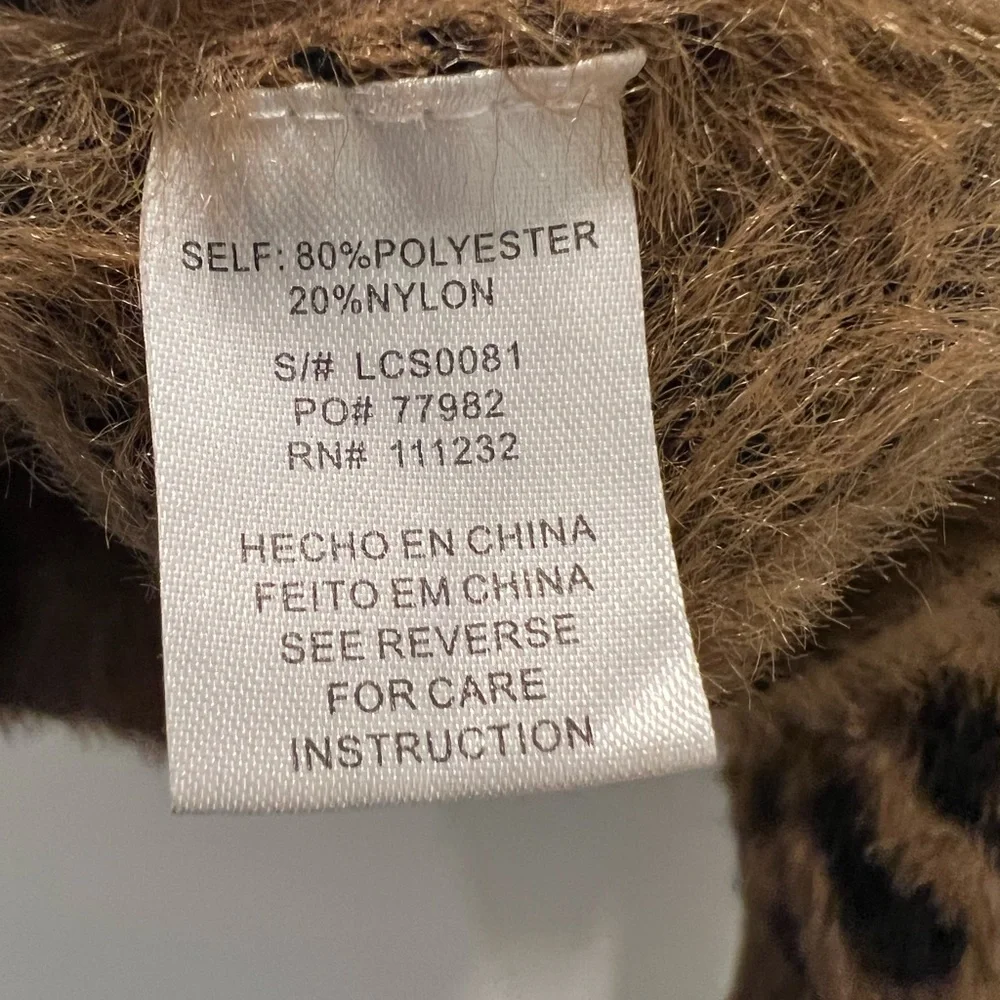 SELF: 80%POLYESTER
20%NYLON
S/# LCS0081
PO# 77982
RN# 111232
HECHO EN CHINA
FEITO EM CHINA
SEE REVERSE
FOR CARE
INSTRUCTION